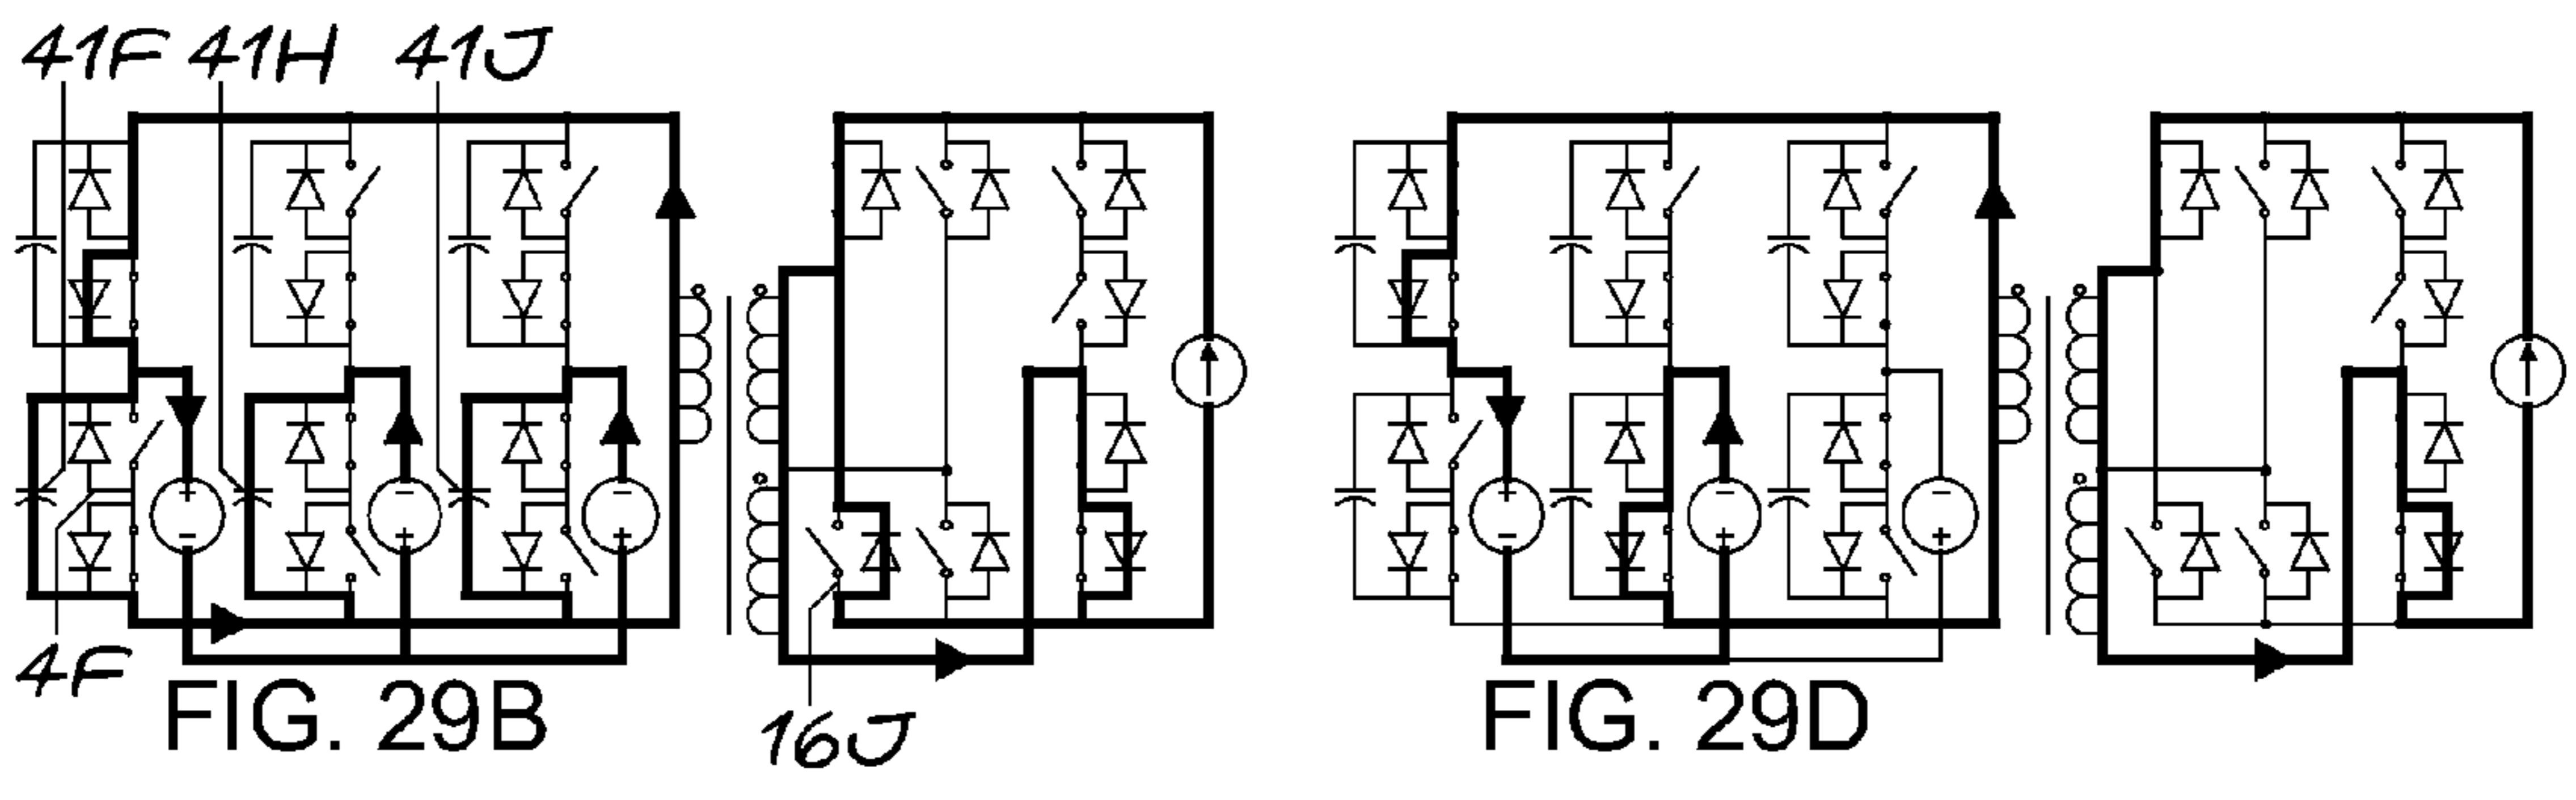 41F 41H 41J
+ − − + − +
− + + − + +
4F
16J
FIG. 29B FIG. 29D